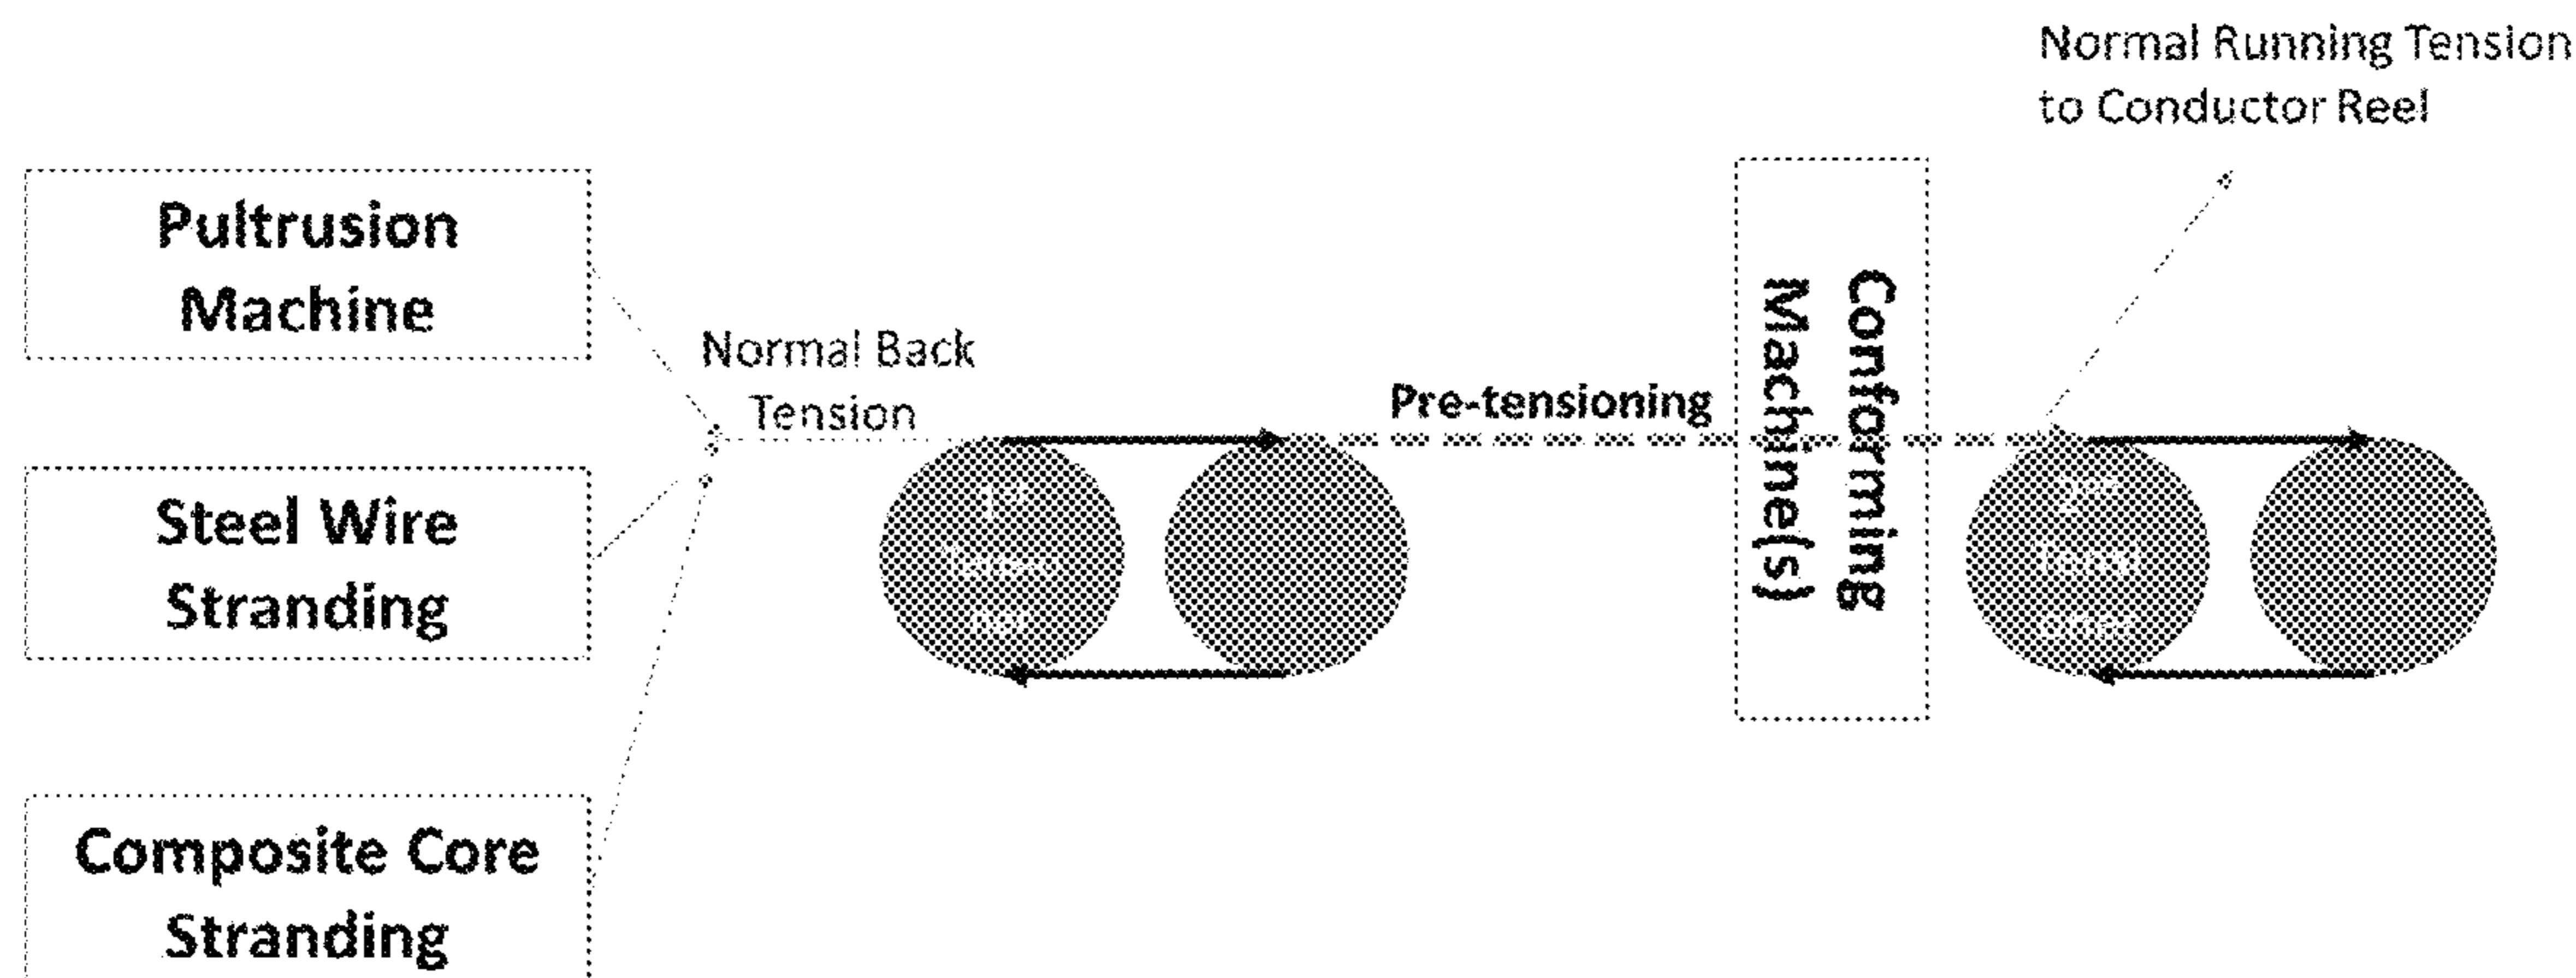 Normal Running Tension
to Conductor Reel
Pultrusion
Machine
Normal Back
Tension
Pre-tensioning
Conforming
Machine(s)
Steel Wire
Stranding
Composite Core
Stranding